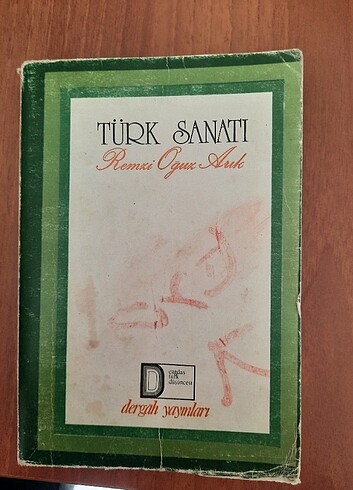 TÜRK SANATI
Remzi Oğuz Arık
D
çağdaş
türk
düşüncesi
dergâh yayınları